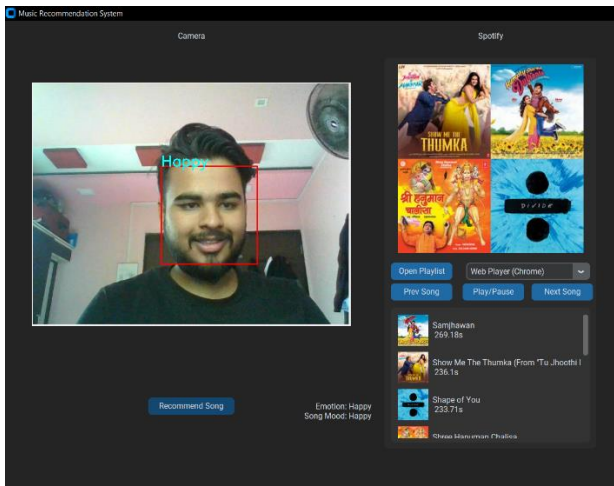 Music Recommendation System
Camera
Spotify
Happy
SHOW ME THE
THUMKA
श्री हनुमान
चालीसा
DIVIDE
Open Playlist
Web Player (Chrome)
Prev Song
Play/Pause
Next Song
Samjhawan
269.18s
Show Me The Thumka (From "Tu Jhoothi
236.1s
Shape of You
233.71s
Shree Hanuman Chalisa
Recommend Song
Emotion: Happy
Song Mood: Happy